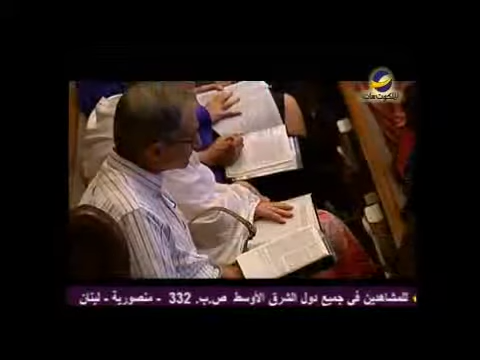 للمشاهدين في جميع دول الشرق الأوسط ص.ب. 332 - منصورية - لبنان